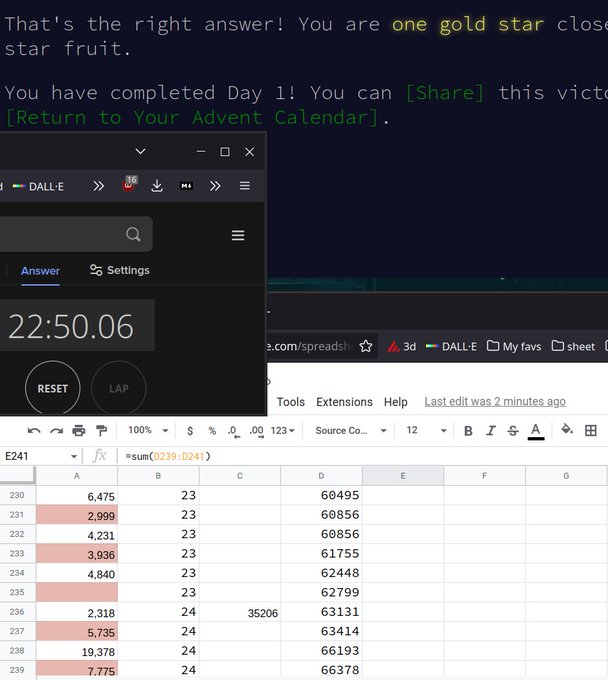 That's the right answer! You are one gold star close
star fruit.
You have completed Day 1! You can [Share] this victo
[Return to Your Advent Calendar].
DALL·E 16 M↓
Answer Settings
22:50.06
RESET LAP
e.com/spreadsh 3d DALL·E My favs sheet
Tools Extensions Help Last edit was 2 minutes ago
100% $ % .0 .00 123 Source Co... 12 B I S A
E241 fx =sum(D239:D241)
A B C D E F G
230 6,475 23 60495
231 2,999 23 60856
232 4,231 23 60856
233 3,936 23 61755
234 4,840 23 62448
235 23 62799
236 2,318 24 35206 63131
237 5,735 24 63414
238 19,378 24 66193
239 7,775 24 66378